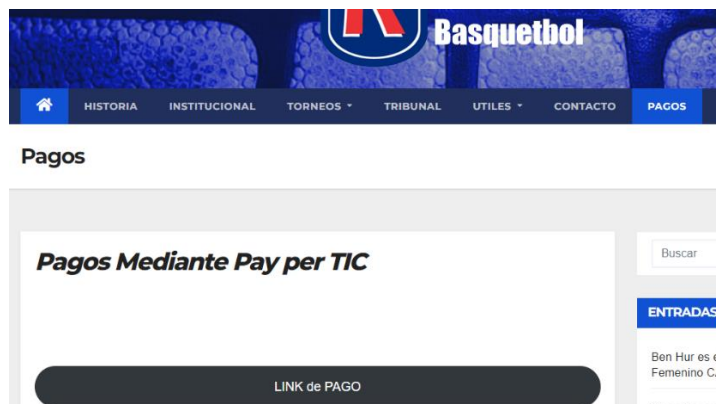 Basquetbol
HISTORIA INSTITUCIONAL TORNEOS TRIBUNAL UTILES CONTACTO PAGOS
Pagos
Pagos Mediante Pay per TIC
Buscar
ENTRADAS
Ben Hur es
Femenino
LINK de PAGO